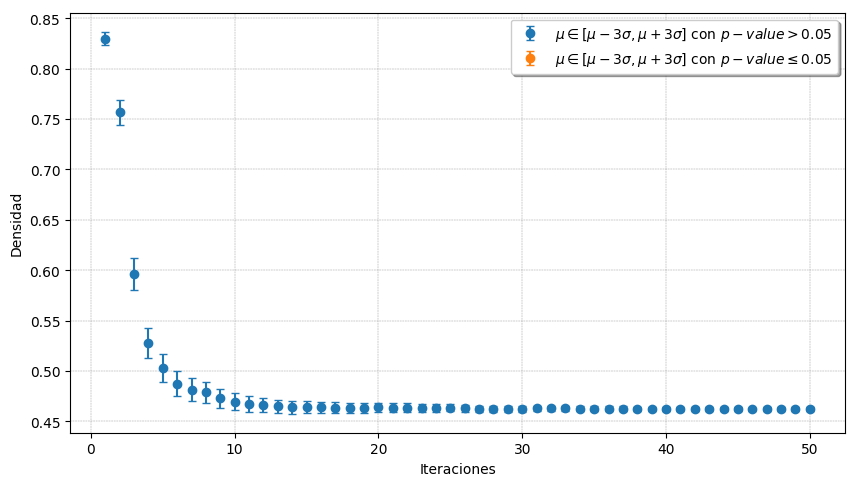 0.85
0.80
0.75
0.70
0.65
0.60
0.55
0.50
0.45
Densidad
μ ∈ [μ − 3σ, μ + 3σ] con p − value > 0.05
μ ∈ [μ − 3σ, μ + 3σ] con p − value ≤ 0.05
0 10 20 30 40 50
Iteraciones